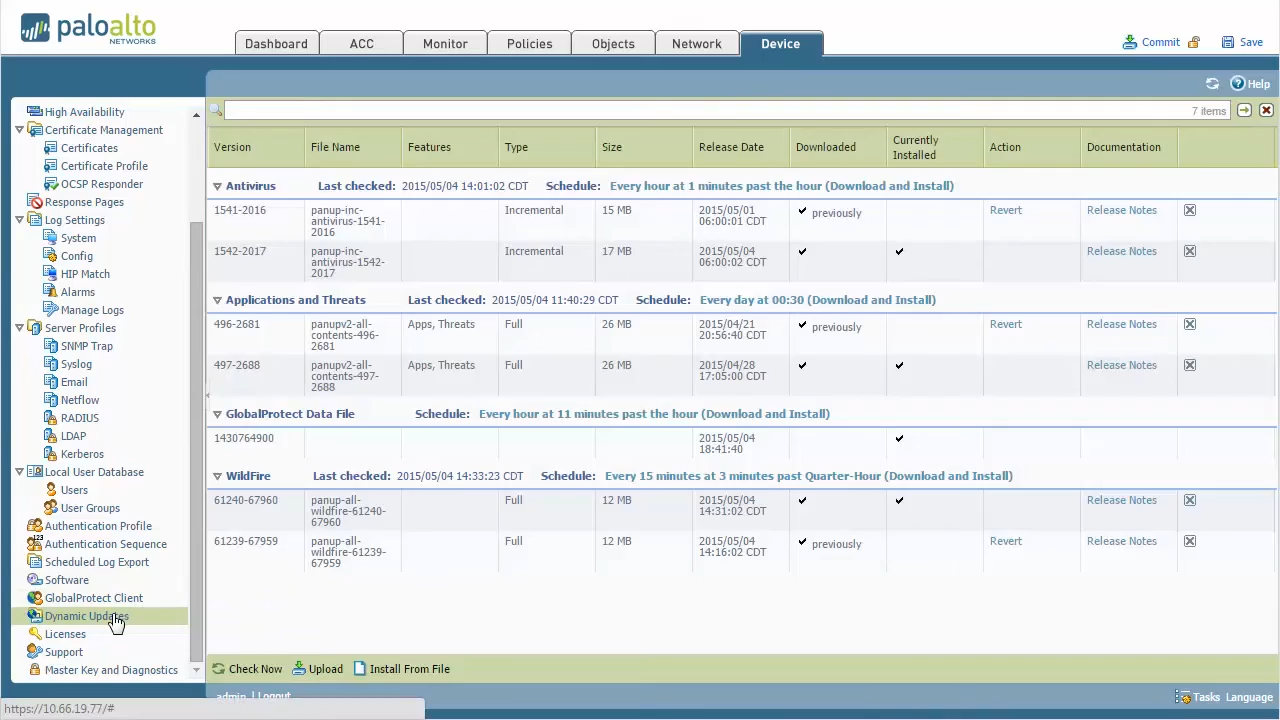 paloalto
NETWORKS
Dashboard ACC Monitor Policies Objects Network Device
Commit Save
Help
7 items
High Availability
Certificate Management
Certificates
Certificate Profile
OCSP Responder
Response Pages
Log Settings
System
Config
HIP Match
Alarms
Manage Logs
Server Profiles
SNMP Trap
Syslog
Email
Netflow
RADIUS
LDAP
Kerberos
Local User Database
Users
User Groups
Authentication Profile
Authentication Sequence
Scheduled Log Export
Software
GlobalProtect Client
Dynamic Updates
Licenses
Support
Master Key and Diagnostics
Version File Name Features Type Size Release Date Downloaded Currently Installed Action Documentation
Antivirus Last checked: 2015/05/04 14:01:02 CDT Schedule: Every hour at 1 minutes past the hour (Download and Install)
1541-2016 panup-inc-antivirus-1541-2016 Incremental 15 MB 2015/05/01 06:00:01 CDT previously Revert Release Notes
1542-2017 panup-inc-antivirus-1542-2017 Incremental 17 MB 2015/05/04 06:00:02 CDT Release Notes
Applications and Threats Last checked: 2015/05/04 11:40:29 CDT Schedule: Every day at 00:30 (Download and Install)
496-2681 panupv2-all-contents-496-2681 Apps, Threats Full 26 MB 2015/04/21 20:56:40 CDT previously Revert Release Notes
497-2688 panupv2-all-contents-497-2688 Apps, Threats Full 26 MB 2015/04/28 17:05:00 CDT Release Notes
GlobalProtect Data File Schedule: Every hour at 11 minutes past the hour (Download and Install)
1430764900 2015/05/04 18:41:40
WildFire Last checked: 2015/05/04 14:33:23 CDT Schedule: Every 15 minutes at 3 minutes past Quarter-Hour (Download and Install)
61240-67960 panup-all-wildfire-61240-67960 Full 12 MB 2015/05/04 14:31:02 CDT Release Notes
61239-67959 panup-all-wildfire-61239-67959 Full 12 MB 2015/05/04 14:16:02 CDT previously Revert Release Notes
Check Now Upload Install From File
admin | Logout
Tasks Language
https://10.66.19.77/#